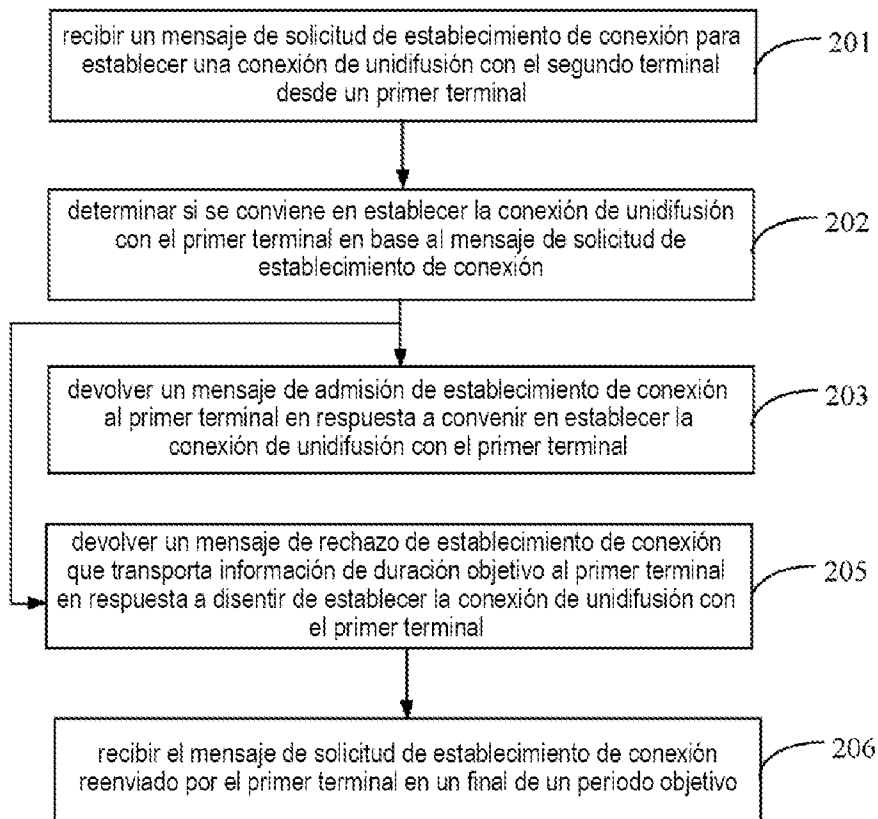 recibir un mensaje de solicitud de establecimiento de conexión para
establecer una conexión de unidifusión con el segundo terminal
desde un primer terminal
201
determinar si se conviene en establecer la conexión de unidifusión
con el primer terminal en base al mensaje de solicitud de
establecimiento de conexión
202
devolver un mensaje de admisión de establecimiento de conexión
al primer terminal en respuesta a convenir en establecer la
conexión de unidifusión con el primer terminal
203
devolver un mensaje de rechazo de establecimiento de conexión
que transporta información de duración objetivo al primer terminal
en respuesta a disentir de establecer la conexión de unidifusión con
el primer terminal
205
recibir el mensaje de solicitud de establecimiento de conexión
reenviado por el primer terminal en un final de un periodo objetivo
206